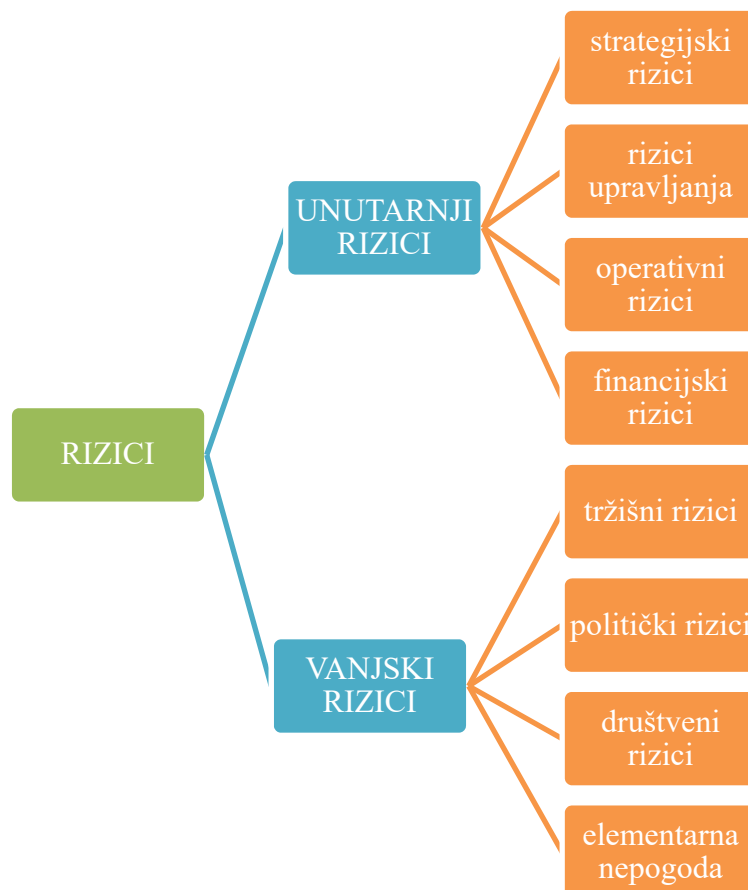 strategijski
rizici
rizici
upravljanja
UNUTARNJI
RIZICI
operativni
rizici
financijski
rizici
RIZICI
tržišni rizici
politički rizici
VANJSKI
RIZICI
društveni
rizici
elementarna
nepogoda